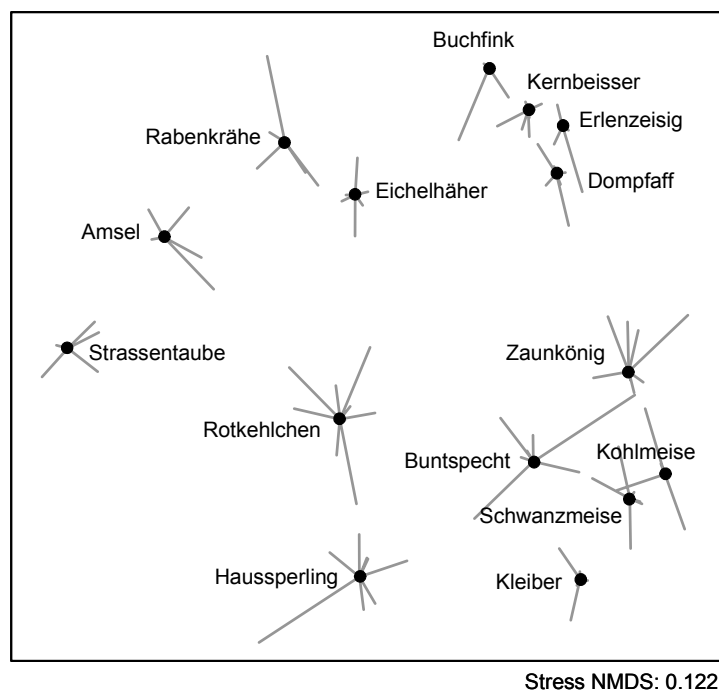 Buchfink
Kernbeisser
Erlenzeisig
Rabenkrähe
Dompfaff
Eichelhäher
Amsel
Strassentaube
Zaunkönig
Rotkehlchen
Kohlmeise
Buntspecht
Schwanzmeise
Haussperling
Kleiber
Stress NMDS: 0.122